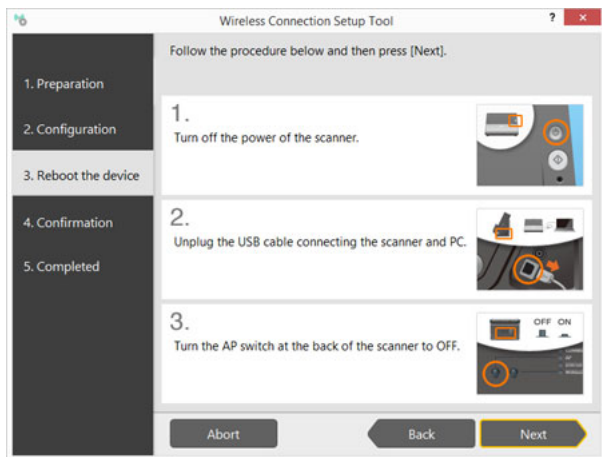 Wireless Connection Setup Tool
?
×
Follow the procedure below and then press [Next].
1. Preparation
2. Configuration
3. Reboot the device
4. Confirmation
5. Completed
1.
Turn off the power of the scanner.
2.
Unplug the USB cable connecting the scanner and PC.
3.
Turn the AP switch at the back of the scanner to OFF.
OFF ON
Abort
Back
Next